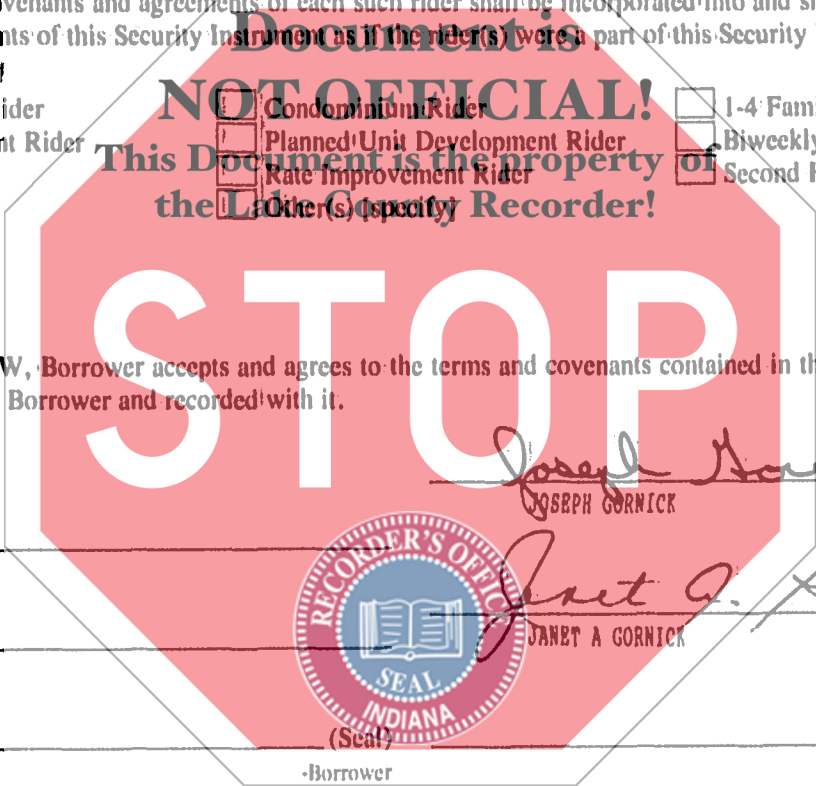 venants and agreements of each such rider shall be incorporated into and s
nts of this Security Instrument as if the rider(s) were a part of this Security
Document is
NOT OFFICIAL!
This Document is the property of
the Lake County Recorder!
ider Condominium Rider 1-4 Fami
nt Rider Planned Unit Development Rider Biweekly
Rate Improvement Rider Second
Other(s) [specify]
STOP
W, Borrower accepts and agrees to the terms and covenants contained in th
Borrower and recorded with it.
Joseph Gor
JOSEPH GORNICK
Janet A.
JANET A GORNICK
RECORDER'S OFFICE
SEAL
INDIANA
(Seal)
-Borrower